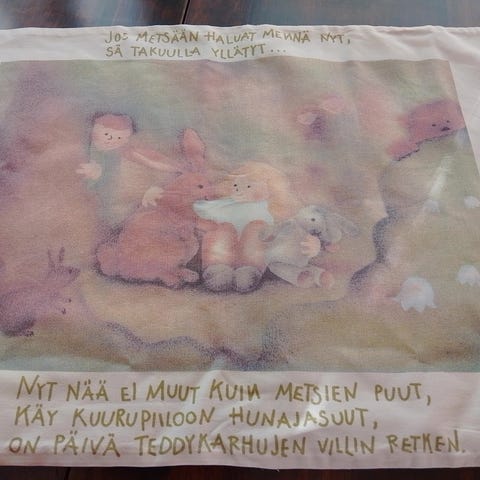 JOS METSÄÄN HALUAT MENNÄ NYT,
SÄ TAKUULLA YLLÄTYT...
NYT NÄÄ EI MUUT KUIN METSIEN PUUT,
KÄY KUURUPIILOON HUNAJASUUT,
ON PÄIVÄ TEDDYKARHUJEN VILLIN RETKEN.